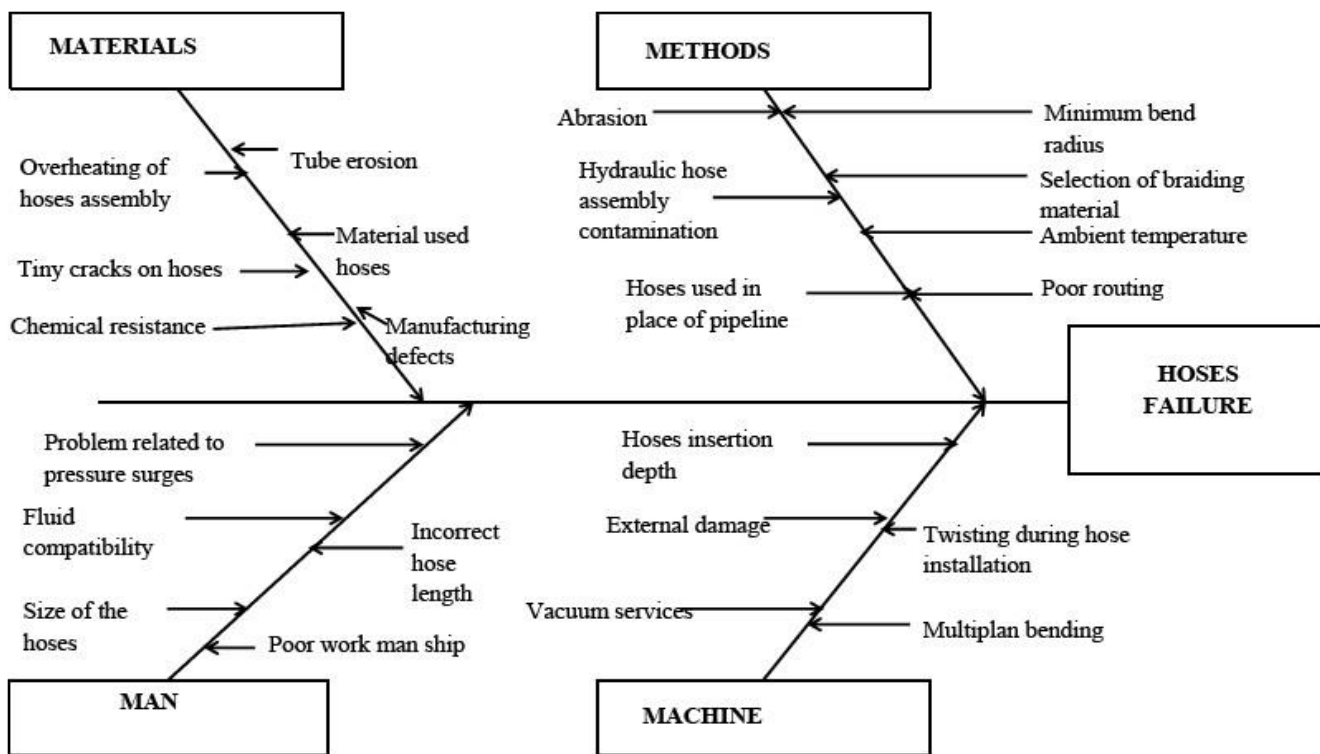 MATERIALS
METHODS
Tube erosion
Overheating of
hoses assembly
Material used
hoses
Tiny cracks on hoses
Chemical resistance
Manufacturing
defects
Abrasion
Minimum bend
radius
Hydraulic hose
assembly
contamination
Selection of braiding
material
Ambient temperature
Hoses used in
place of pipeline
Poor routing
HOSES
FAILURE
Problem related to
pressure surges
Fluid
compatibility
Incorrect
hose
length
Size of the
hoses
Poor work man ship
Hoses insertion
depth
External damage
Twisting during hose
installation
Vacuum services
Multiplan bending
MAN
MACHINE